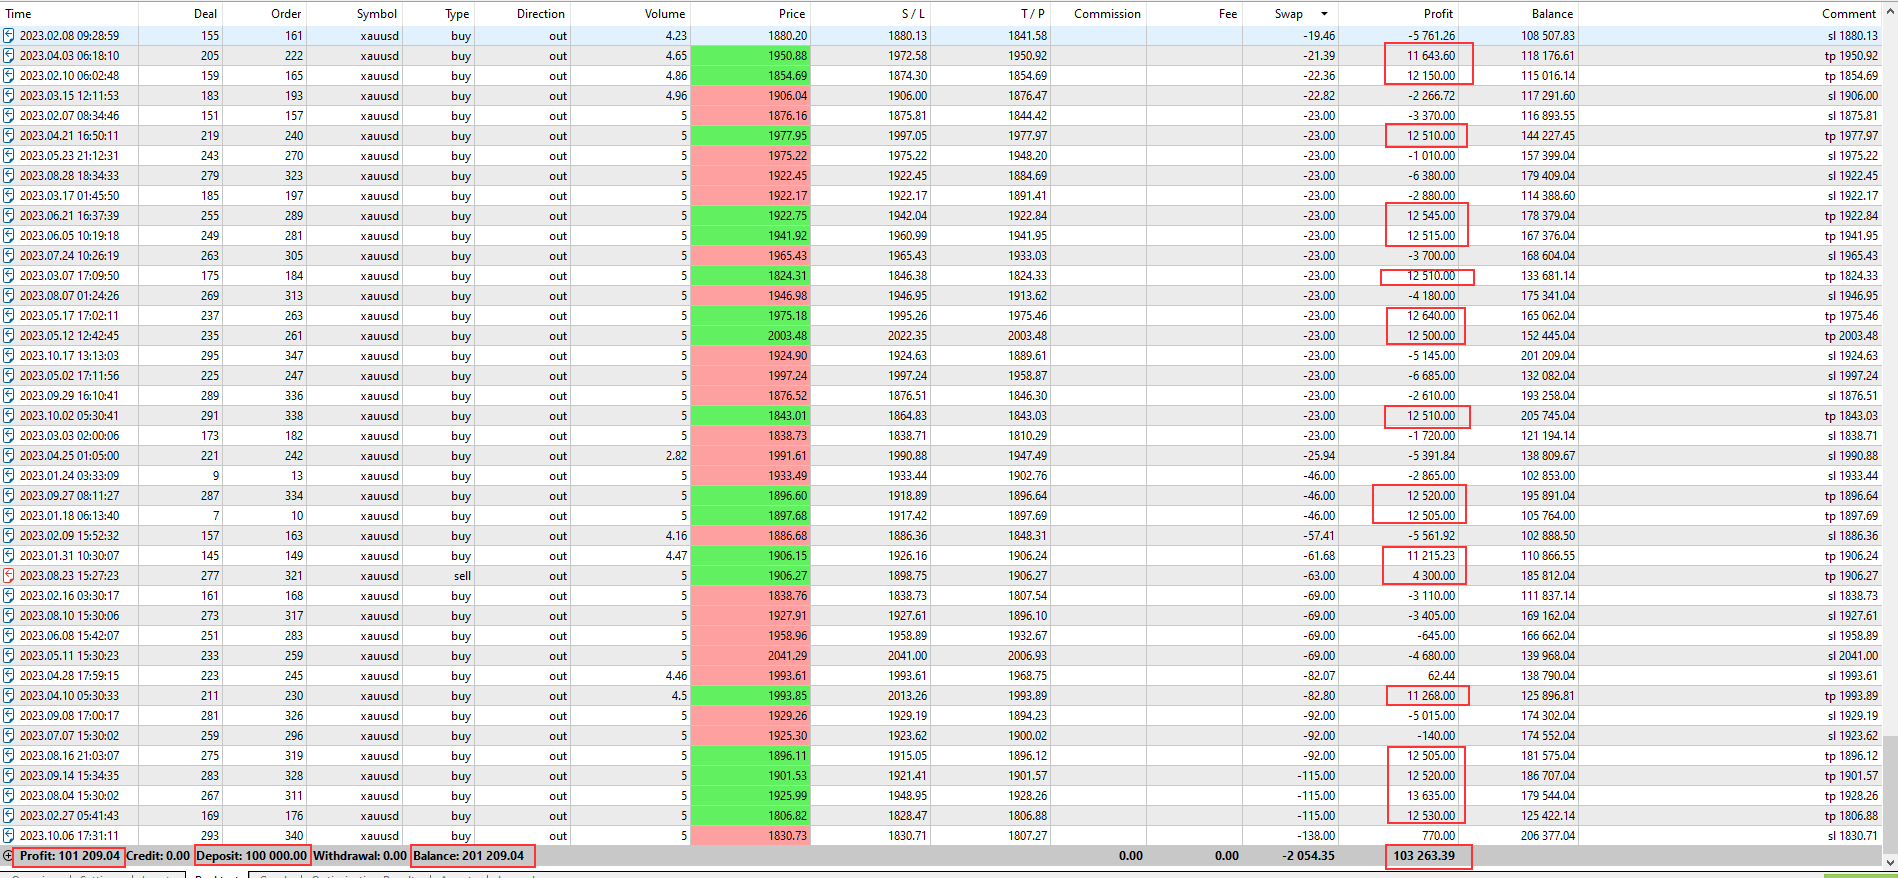 Time Deal Order Symbol Type Direction Volume Price S / L T / P Commission Fee Swap Profit Balance Comment
2023.02.08 09:28:59 155 161 xauusd buy out 4.23 1880.20 1880.13 1841.58 -19.46 -5 761.26 108 507.83 sl 1880.13
2023.04.03 06:18:10 205 222 xauusd buy out 4.65 1950.88 1972.58 1950.92 -21.39 11 643.60 118 176.61 tp 1950.92
2023.02.10 06:02:48 159 165 xauusd buy out 4.86 1854.69 1874.30 1854.69 -22.36 12 150.00 115 016.14 tp 1854.69
2023.03.15 12:11:53 183 193 xauusd buy out 4.96 1906.04 1906.00 1876.47 -22.82 -2 266.72 117 291.60 sl 1906.00
2023.02.07 08:34:46 151 157 xauusd buy out 5 1876.16 1875.81 1844.42 -23.00 -3 370.00 116 893.55 sl 1875.81
2023.04.21 16:50:11 219 240 xauusd buy out 5 1977.95 1997.05 1977.97 -23.00 12 510.00 144 227.45 tp 1977.97
2023.05.23 21:12:31 243 270 xauusd buy out 5 1975.22 1975.22 1948.20 -23.00 -1 010.00 157 399.04 sl 1975.22
2023.08.28 18:34:33 279 323 xauusd buy out 5 1922.45 1922.45 1884.69 -23.00 -6 380.00 179 409.04 sl 1922.45
2023.03.17 01:45:50 185 197 xauusd buy out 5 1922.17 1922.17 1891.41 -23.00 -2 880.00 114 388.60 sl 1922.17
2023.06.21 16:37:39 255 289 xauusd buy out 5 1922.75 1942.04 1922.84 -23.00 12 545.00 178 379.04 tp 1922.84
2023.06.05 10:19:18 249 281 xauusd buy out 5 1941.92 1960.99 1941.95 -23.00 12 515.00 167 376.04 tp 1941.95
2023.07.24 10:26:19 263 305 xauusd buy out 5 1965.43 1965.43 1933.03 -23.00 -3 700.00 168 604.04 sl 1965.43
2023.03.07 17:09:50 175 184 xauusd buy out 5 1824.31 1846.38 1824.33 -23.00 12 510.00 133 681.14 tp 1824.33
2023.08.07 01:24:26 269 313 xauusd buy out 5 1946.98 1946.95 1913.62 -23.00 -4 180.00 175 341.04 sl 1946.95
2023.05.17 17:02:11 237 263 xauusd buy out 5 1975.18 1995.26 1975.46 -23.00 12 640.00 165 062.04 tp 1975.46
2023.05.12 12:42:45 235 261 xauusd buy out 5 2003.48 2022.35 2003.48 -23.00 12 500.00 152 445.04 tp 2003.48
2023.10.17 13:13:03 295 347 xauusd buy out 5 1924.90 1924.63 1889.61 -23.00 -5 145.00 201 209.04 sl 1924.63
2023.05.02 17:11:56 225 247 xauusd buy out 5 1997.24 1997.24 1958.87 -23.00 -6 685.00 132 082.04 sl 1997.24
2023.09.29 16:10:41 289 336 xauusd buy out 5 1876.52 1876.51 1846.30 -23.00 -2 610.00 193 258.04 sl 1876.51
2023.10.02 05:30:41 291 338 xauusd buy out 5 1843.01 1864.83 1843.03 -23.00 12 510.00 205 745.04 tp 1843.03
2023.03.03 02:00:06 173 182 xauusd buy out 5 1838.73 1838.71 1810.29 -23.00 -1 720.00 121 194.14 sl 1838.71
2023.04.25 01:05:00 221 242 xauusd buy out 2.82 1991.61 1990.88 1947.49 -25.94 -5 391.84 138 809.67 sl 1990.88
2023.01.24 03:33:09 9 13 xauusd buy out 5 1933.49 1933.44 1902.76 -46.00 -2 865.00 102 853.00 sl 1933.44
2023.09.27 08:11:27 287 334 xauusd buy out 5 1896.60 1918.89 1896.64 -46.00 12 520.00 195 891.04 tp 1896.64
2023.01.18 06:13:40 7 10 xauusd buy out 5 1897.68 1917.42 1897.69 -46.00 12 505.00 105 764.00 tp 1897.69
2023.02.09 15:52:32 157 163 xauusd buy out 4.16 1886.68 1886.36 1848.31 -57.41 -5 561.92 102 888.50 sl 1886.36
2023.01.31 10:30:07 145 149 xauusd buy out 4.47 1906.15 1926.16 1906.24 -61.68 11 215.23 110 866.55 tp 1906.24
2023.08.23 15:27:23 277 321 xauusd sell out 5 1906.27 1898.75 1906.27 -63.00 4 300.00 185 812.04 tp 1906.27
2023.02.16 03:30:17 161 168 xauusd buy out 5 1838.76 1838.73 1807.54 -69.00 -3 110.00 111 837.14 sl 1838.73
2023.08.10 15:30:06 273 317 xauusd buy out 5 1927.91 1927.61 1896.10 -69.00 -3 405.00 169 162.04 sl 1927.61
2023.06.08 15:42:07 251 283 xauusd buy out 5 1958.96 1958.89 1932.67 -69.00 -645.00 166 662.04 sl 1958.89
2023.05.11 15:30:23 233 259 xauusd buy out 5 2041.29 2041.00 2006.93 -69.00 -4 680.00 139 968.04 sl 2041.00
2023.04.28 17:59:15 223 245 xauusd buy out 4.46 1993.61 1993.61 1968.75 -82.07 62.44 138 790.04 sl 1993.61
2023.04.10 05:30:33 211 230 xauusd buy out 4.5 1993.85 2013.26 1993.89 -82.80 11 268.00 125 896.81 tp 1993.89
2023.09.08 17:00:17 281 326 xauusd buy out 5 1929.26 1929.19 1894.23 -92.00 -5 015.00 174 302.04 sl 1929.19
2023.07.07 15:30:02 259 296 xauusd buy out 5 1925.30 1923.62 1900.02 -92.00 -140.00 174 552.04 sl 1923.62
2023.08.16 21:03:07 275 319 xauusd buy out 5 1896.11 1915.05 1896.12 -92.00 12 505.00 181 575.04 tp 1896.12
2023.09.14 15:34:35 283 328 xauusd buy out 5 1901.53 1921.41 1901.57 -115.00 12 520.00 186 707.04 tp 1901.57
2023.08.04 15:30:02 267 311 xauusd buy out 5 1925.99 1948.95 1928.26 -115.00 13 635.00 179 544.04 tp 1928.26
2023.02.27 05:41:43 169 176 xauusd buy out 5 1806.82 1828.47 1806.88 -115.00 12 530.00 125 422.14 tp 1806.88
2023.10.06 17:31:11 293 340 xauusd buy out 5 1830.73 1830.71 1807.27 -138.00 770.00 206 377.04 sl 1830.71
Profit: 101 209.04 Credit: 0.00 Deposit: 100 000.00 Withdrawal: 0.00 Balance: 201 209.04 0.00 0.00 -2 054.35 103 263.39